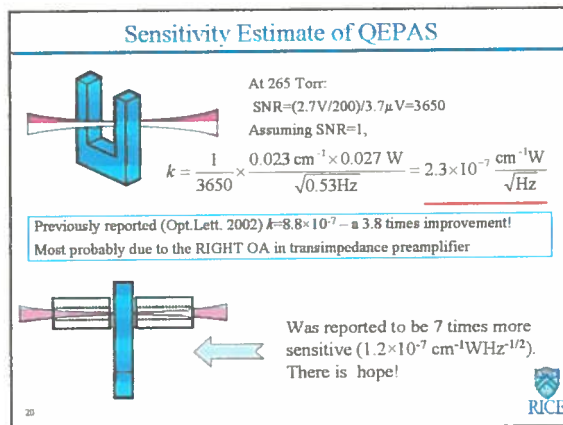 Sensitivity Estimate of QEPAS
At 265 Torr:
SNR=(2.7V/200)/3.7μV=3650
Assuming SNR=1,
k = 1/3650 × 0.023 cm⁻¹×0.027 W/√0.53Hz = 2.3×10⁻⁷ cm⁻¹W/√Hz
Previously reported (Opt.Lett. 2002) k=8.8×10⁻⁷ – a 3.8 times improvement!
Most probably due to the RIGHT OA in transimpedance preamplifier
Was reported to be 7 times more
sensitive (1.2×10⁻⁷ cm⁻¹WHz⁻¹/²).
There is hope!
20
RICE